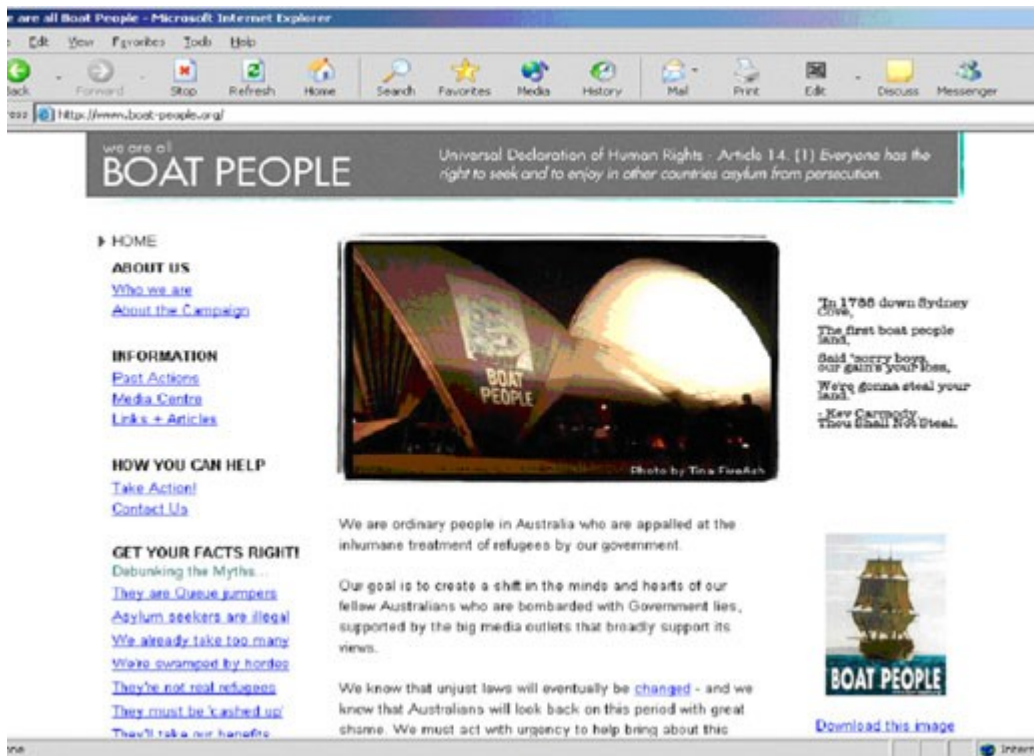 are all Boat People - Microsoft Internet Explorer
Edit View Favorites Tools Help
Back Forward Stop Refresh Home Search Favorites Media History Mail Print Edit Discuss Messenger
http://www.boat-people.org/
we are all
BOAT PEOPLE
Universal Declaration of Human Rights - Article 14. (1) Everyone has the
right to seek and to enjoy in other countries asylum from persecution.
HOME
ABOUT US
Who we are
About the Campaign
INFORMATION
Past Actions
Media Centre
Links + Articles
HOW YOU CAN HELP
Take Action!
Contact Us
GET YOUR FACTS RIGHT!
Debunking the Myths...
They are Queue jumpers
Asylum seekers are illegal
We already take too many
We're swamped by hordes
They're not real refugees
They must be 'cashed up'
They'll take our benefits
BOAT
PEOPLE
Photo by Tina FireAsh
We are ordinary people in Australia who are appalled at the
inhumane treatment of refugees by our government.
Our goal is to create a shift in the minds and hearts of our
fellow Australians who are bombarded with Government lies,
supported by the big media outlets that broadly support its
views.
We know that unjust laws will eventually be changed - and we
know that Australians will look back on this period with great
shame. We must act with urgency to help bring about this
"In 1788 down Sydney
Cove,
The first boat people
land,
Said 'sorry boys,
our gain's your loss,
We're gonna steal your
land.'
- Kev Carmody,
Thou Shall Not Steal.
BOAT PEOPLE
Download this image